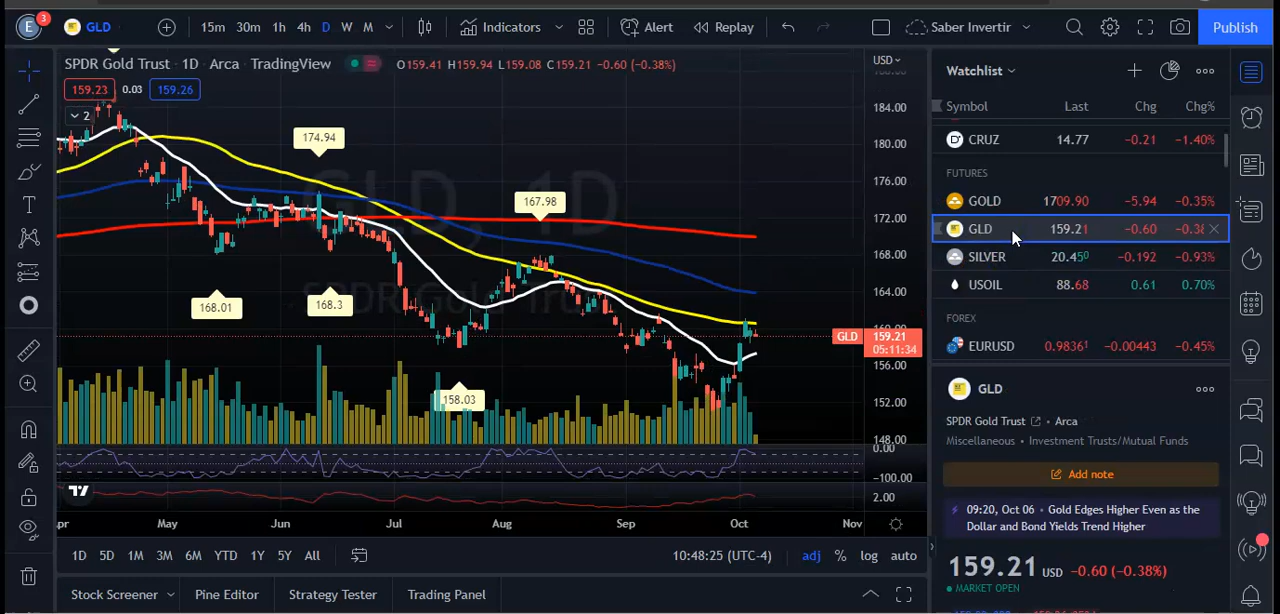 E 3 GLD 15m 30m 1h 4h D W M Indicators Alert Replay Saber Invertir Publish
SPDR Gold Trust · 1D · Arca · TradingView O159.41 H159.94 L159.08 C159.21 −0.60 (−0.38%)
159.23 0.03 159.26
2
GLD, 1D
SPDR Gold Trust
174.94
167.98
168.01
168.3
158.03
USD
184.00
180.00
176.00
172.00
168.00
164.00
160.00
GLD 159.21
05:11:34
156.00
152.00
148.00
0.00
−100.00
2.00
May Jun Jul Aug Sep Oct Nov
1D 5D 1M 3M 6M YTD 1Y 5Y All 10:48:25 (UTC-4) adj % log auto
Stock Screener Pine Editor Strategy Tester Trading Panel
Watchlist
Symbol Last Chg Chg%
CRUZ 14.77 −0.21 −1.40%
FUTURES
GOLD 1709.90 −5.94 −0.35%
GLD 159.21 −0.60 −0.38
SILVER 20.450 −0.192 −0.93%
USOIL 88.68 0.61 0.70%
FOREX
EURUSD 0.98361 −0.00443 −0.45%
GLD
SPDR Gold Trust • Arca
Miscellaneous • Investment Trusts/Mutual Funds
Add note
09:20, Oct 06 • Gold Edges Higher Even as the
Dollar and Bond Yields Trend Higher
159.21 USD −0.60 (−0.38%)
MARKET OPEN